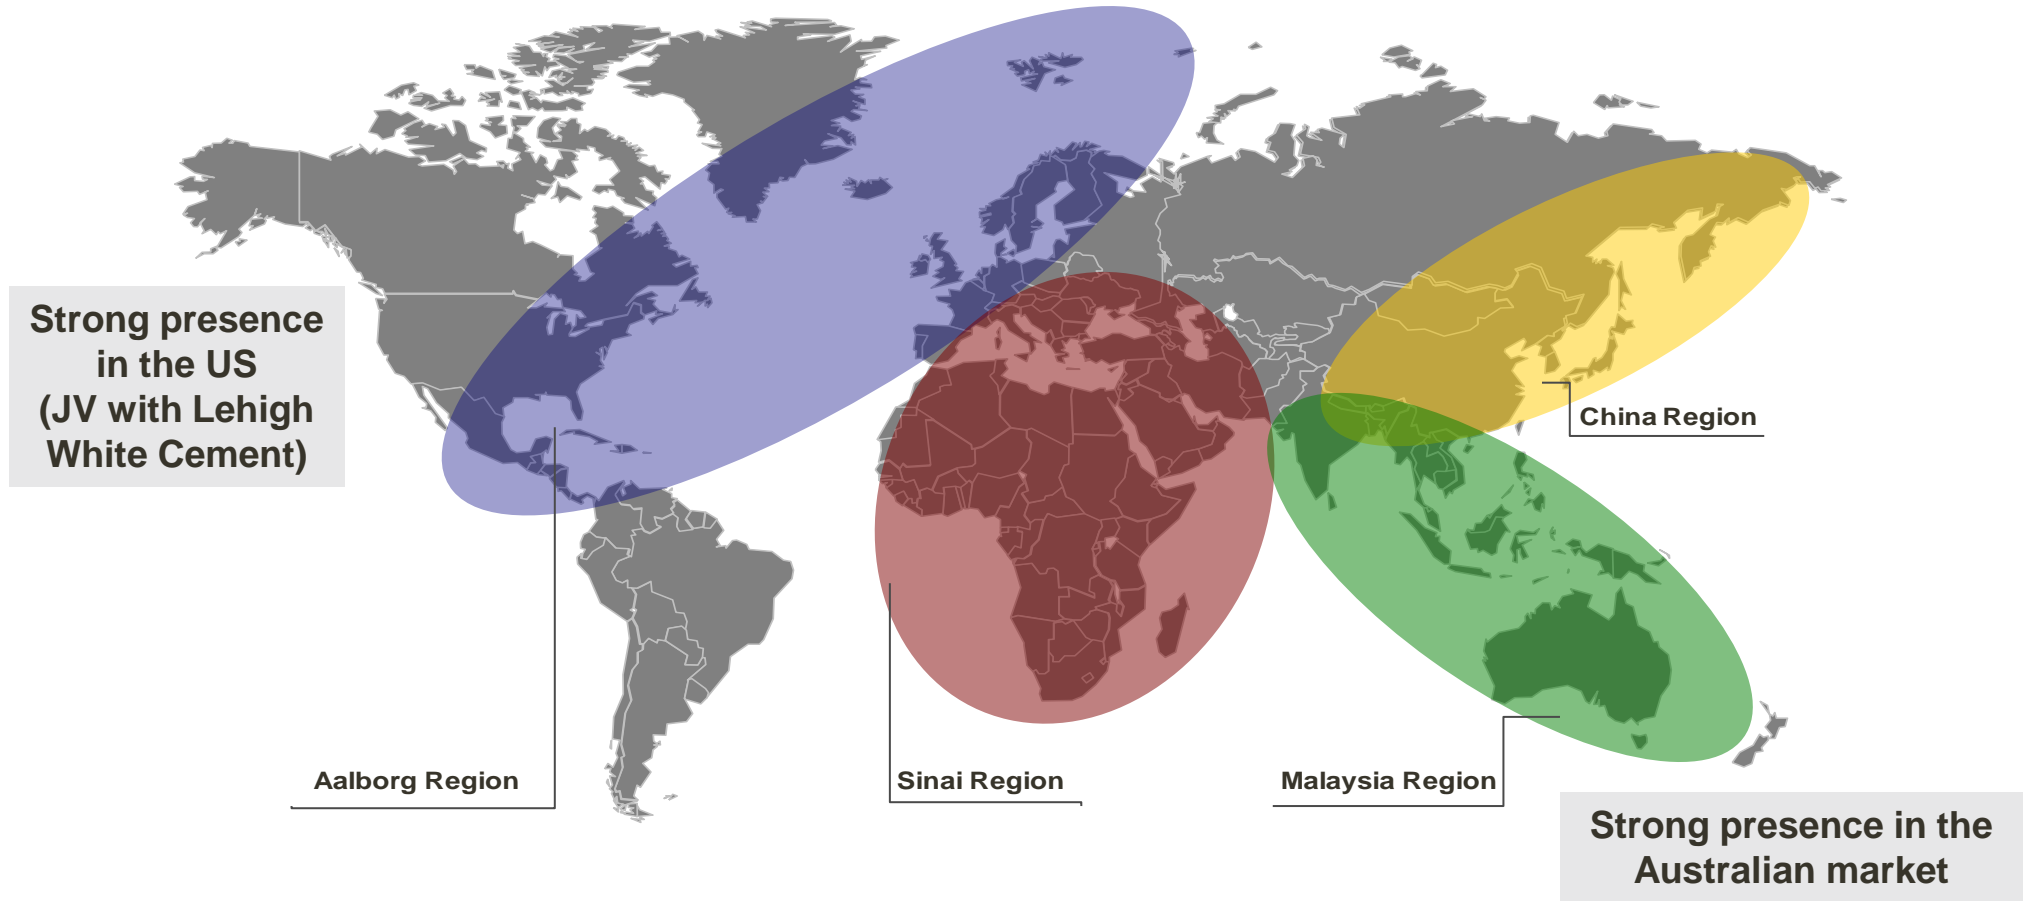 Strong presence
in the US
(JV with Lehigh
White Cement)
China Region
Aalborg Region
Sinai Region
Malaysia Region
Strong presence in the
Australian market